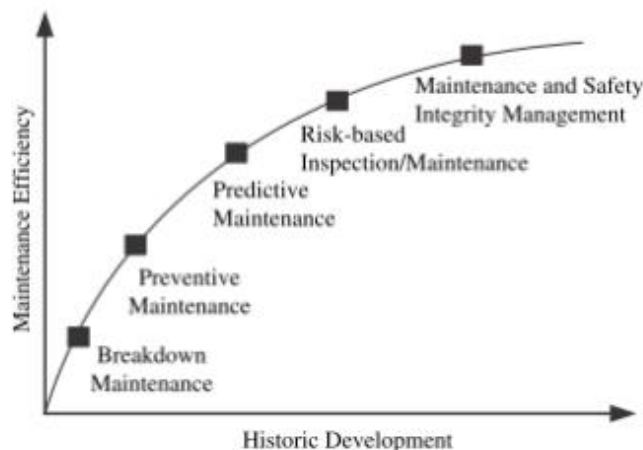 Maintenance Efficiency
Maintenance and Safety
Integrity Management
Risk-based
Inspection/Maintenance
Predictive
Maintenance
Preventive
Maintenance
Breakdown
Maintenance
Historic Development